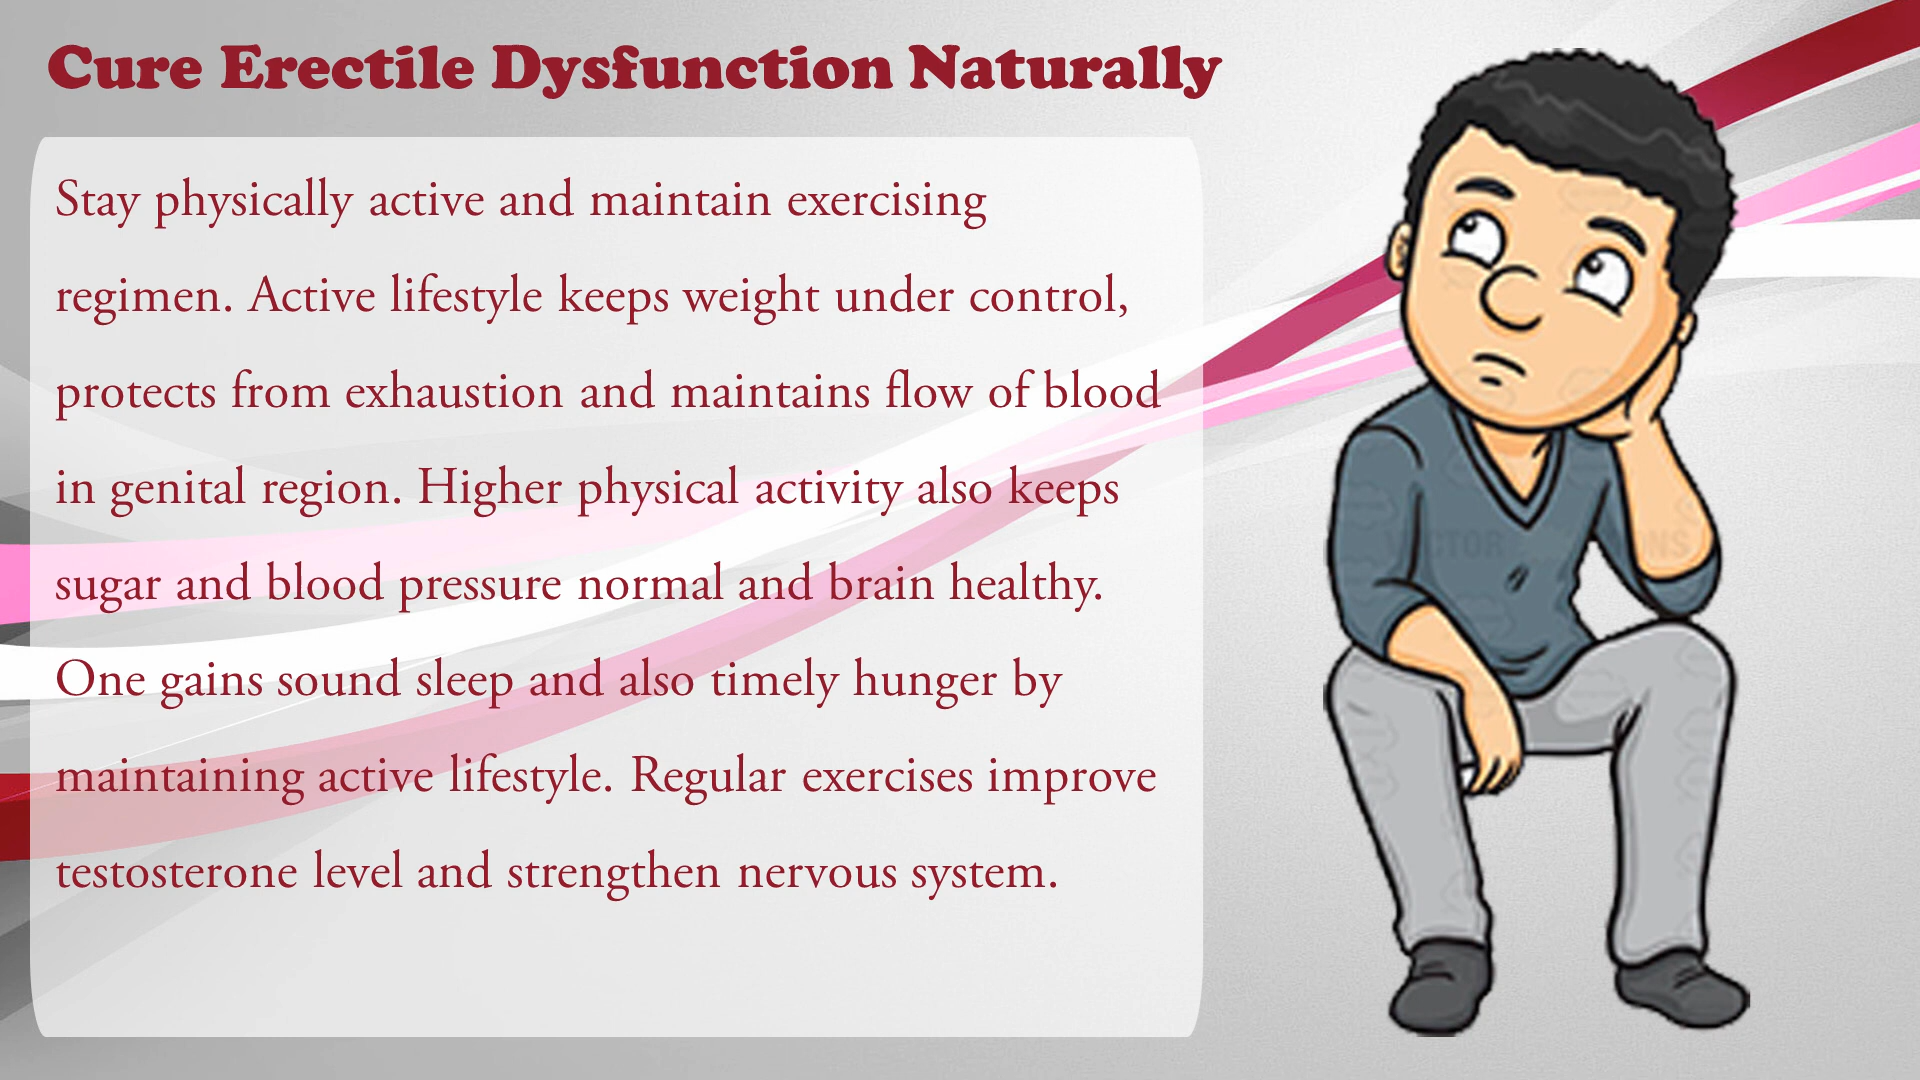 Cure Erectile Dysfunction Naturally
Stay physically active and maintain exercising
regimen. Active lifestyle keeps weight under control,
protects from exhaustion and maintains flow of blood
in genital region. Higher physical activity also keeps
sugar and blood pressure normal and brain healthy.
One gains sound sleep and also timely hunger by
maintaining active lifestyle. Regular exercises improve
testosterone level and strengthen nervous system.